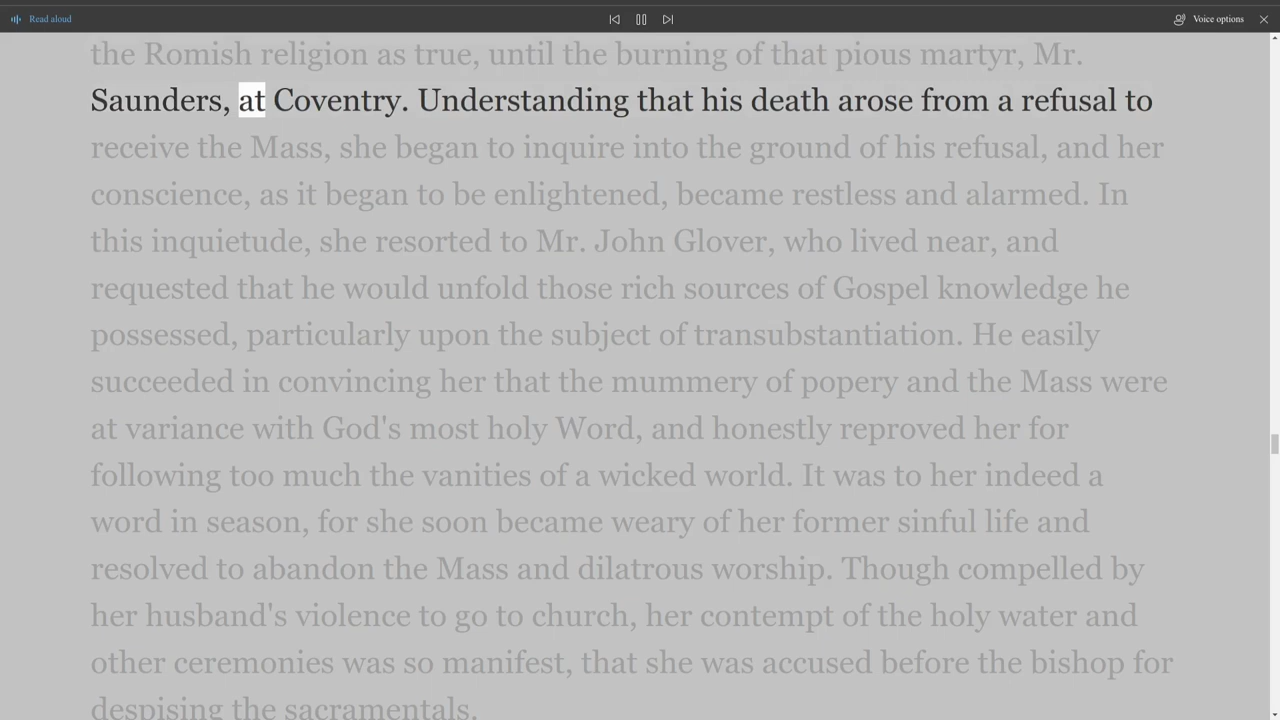 Read aloud
Voice options
the Romish religion as true, until the burning of that pious martyr, Mr.
Saunders, at Coventry. Understanding that his death arose from a refusal to
receive the Mass, she began to inquire into the ground of his refusal, and her
conscience, as it began to be enlightened, became restless and alarmed. In
this inquietude, she resorted to Mr. John Glover, who lived near, and
requested that he would unfold those rich sources of Gospel knowledge he
possessed, particularly upon the subject of transubstantiation. He easily
succeeded in convincing her that the mummery of popery and the Mass were
at variance with God's most holy Word, and honestly reproved her for
following too much the vanities of a wicked world. It was to her indeed a
word in season, for she soon became weary of her former sinful life and
resolved to abandon the Mass and dilatrous worship. Though compelled by
her husband's violence to go to church, her contempt of the holy water and
other ceremonies was so manifest, that she was accused before the bishop for
despising the sacramentals.